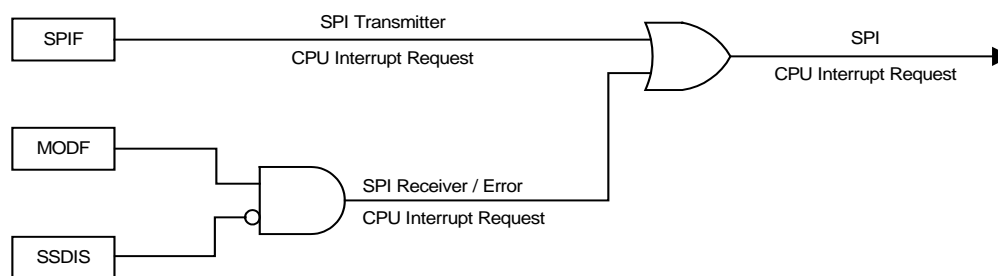 SPIF
SPI Transmitter
CPU Interrupt Request
SPI
CPU Interrupt Request
MODF
SPI Receiver / Error
CPU Interrupt Request
SSDIS